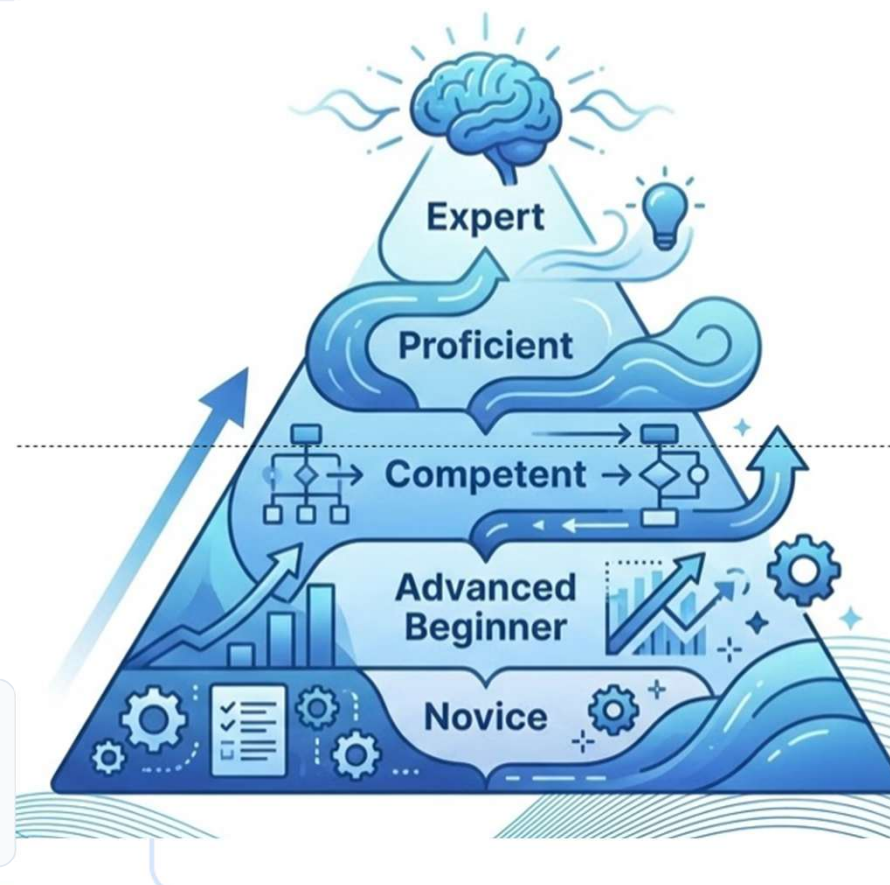 Expert
Proficient
Competent
Advanced
Beginner
Novice